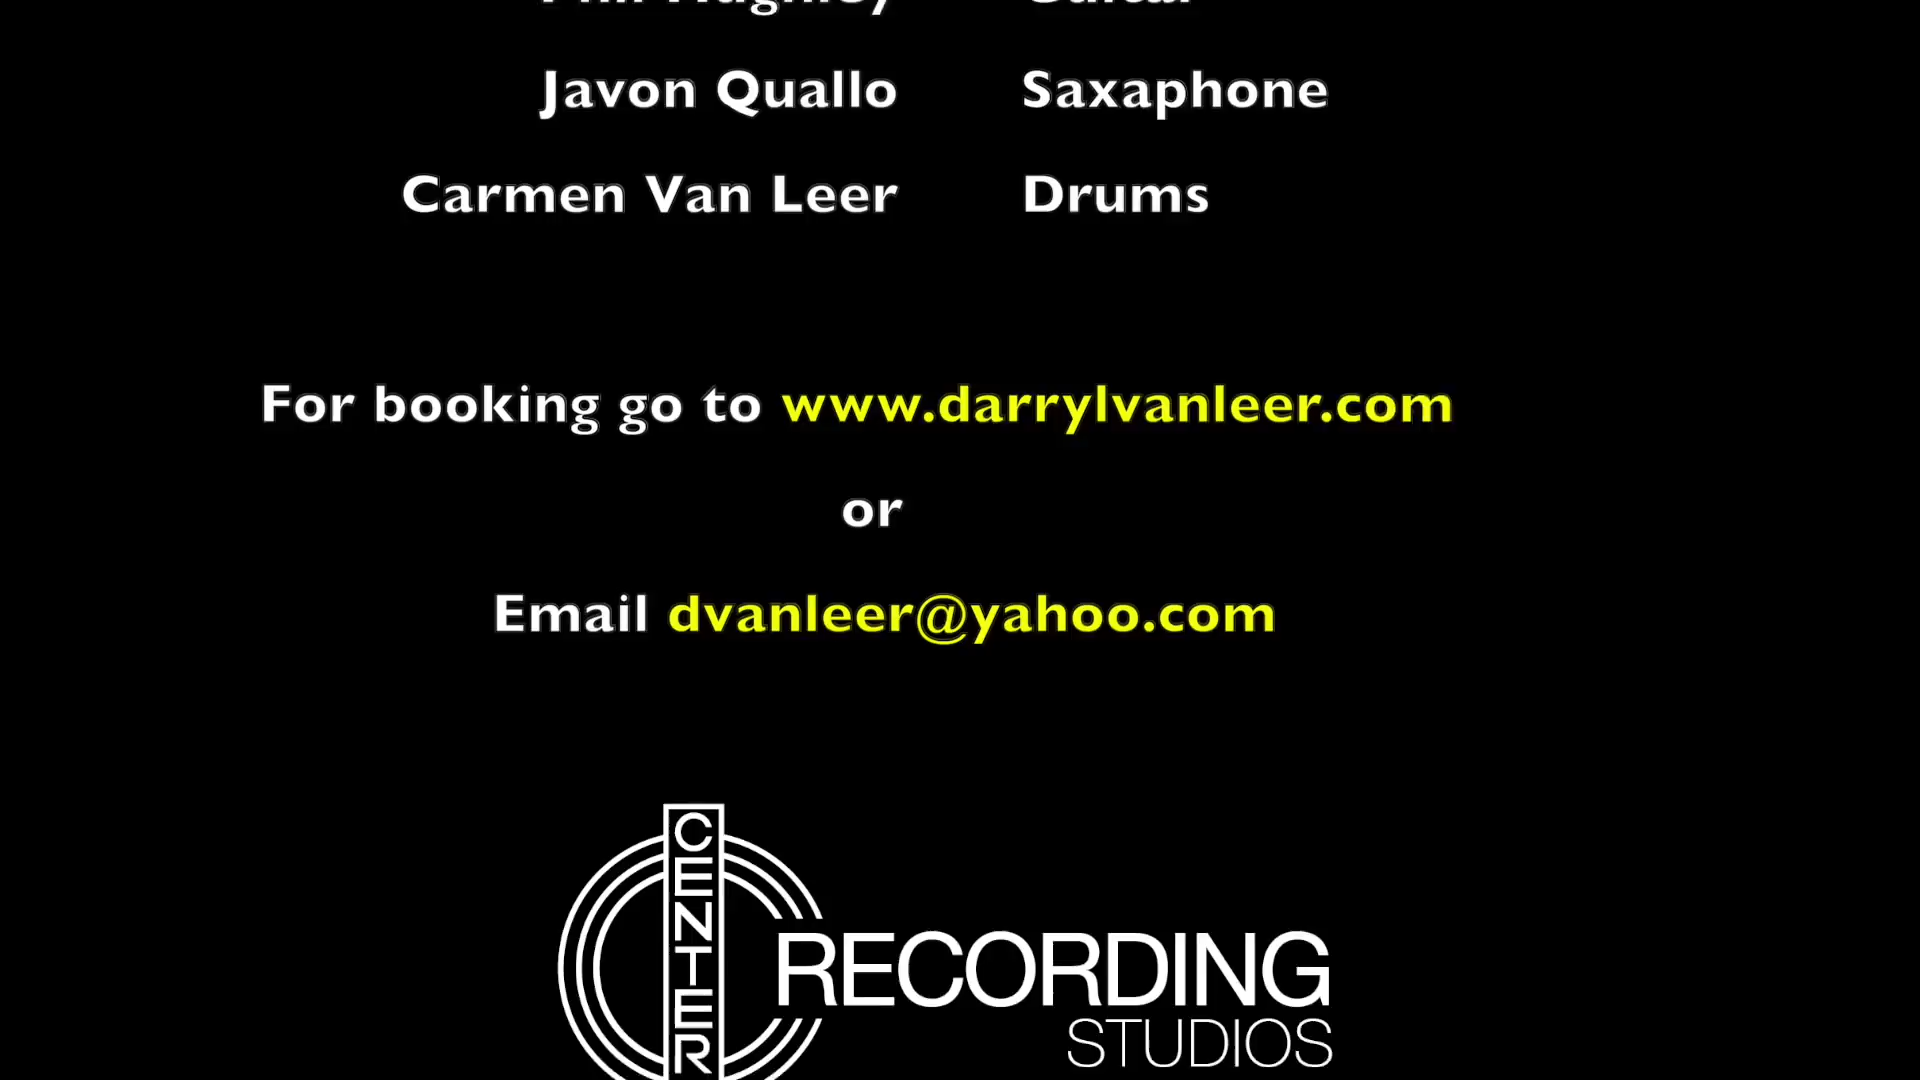 Javon Quallo Saxaphone
Carmen Van Leer Drums
For booking go to www.darrylvanleer.com
or
Email dvanleer@yahoo.com
CENTER
RECORDING
STUDIOS